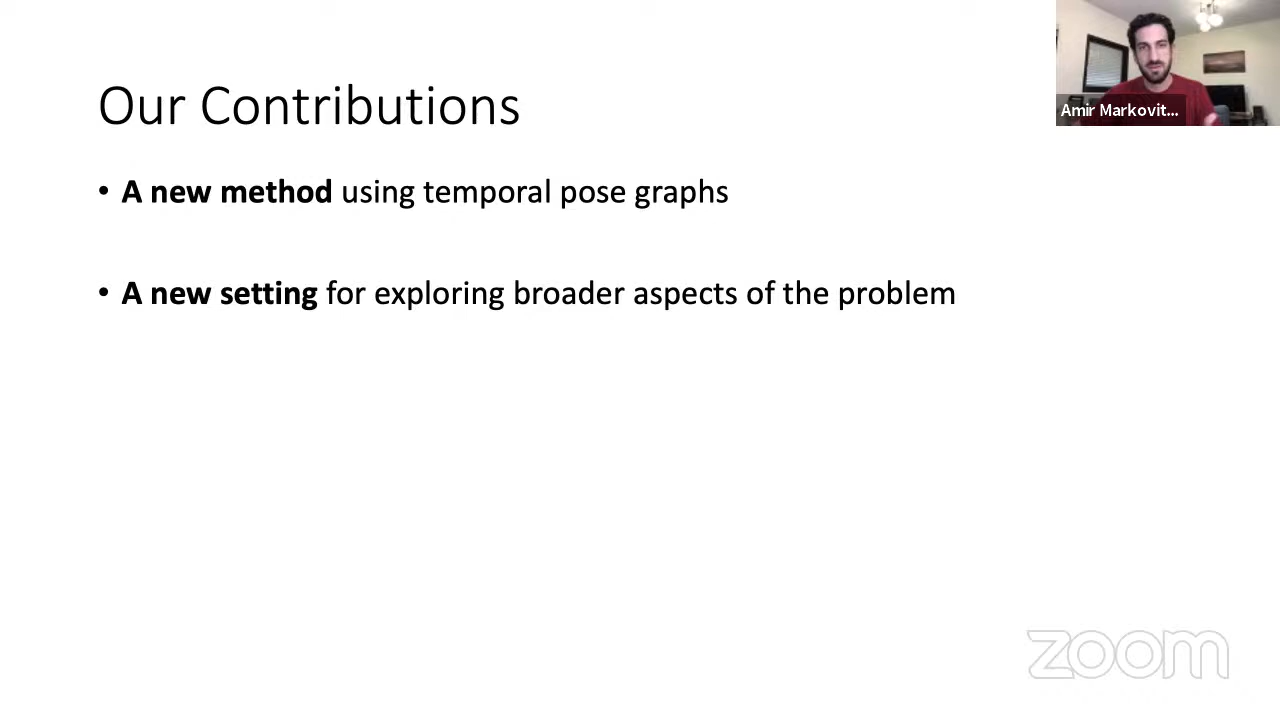 Amir Markovit...
Our Contributions
• A new method using temporal pose graphs
• A new setting for exploring broader aspects of the problem
zoom